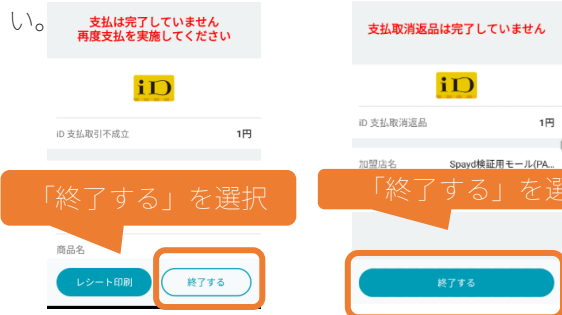 い。
支払は完了していません
再度支払を実施してください
iD
iD 支払取引不成立 1円
「終了する」を選択
商品名
レシート印刷 終了する
支払取消返品は完了していません
iD
iD 支払取消返品 1円
加盟店名 Spayd検証用モール(PA...
「終了する」を選
終了する